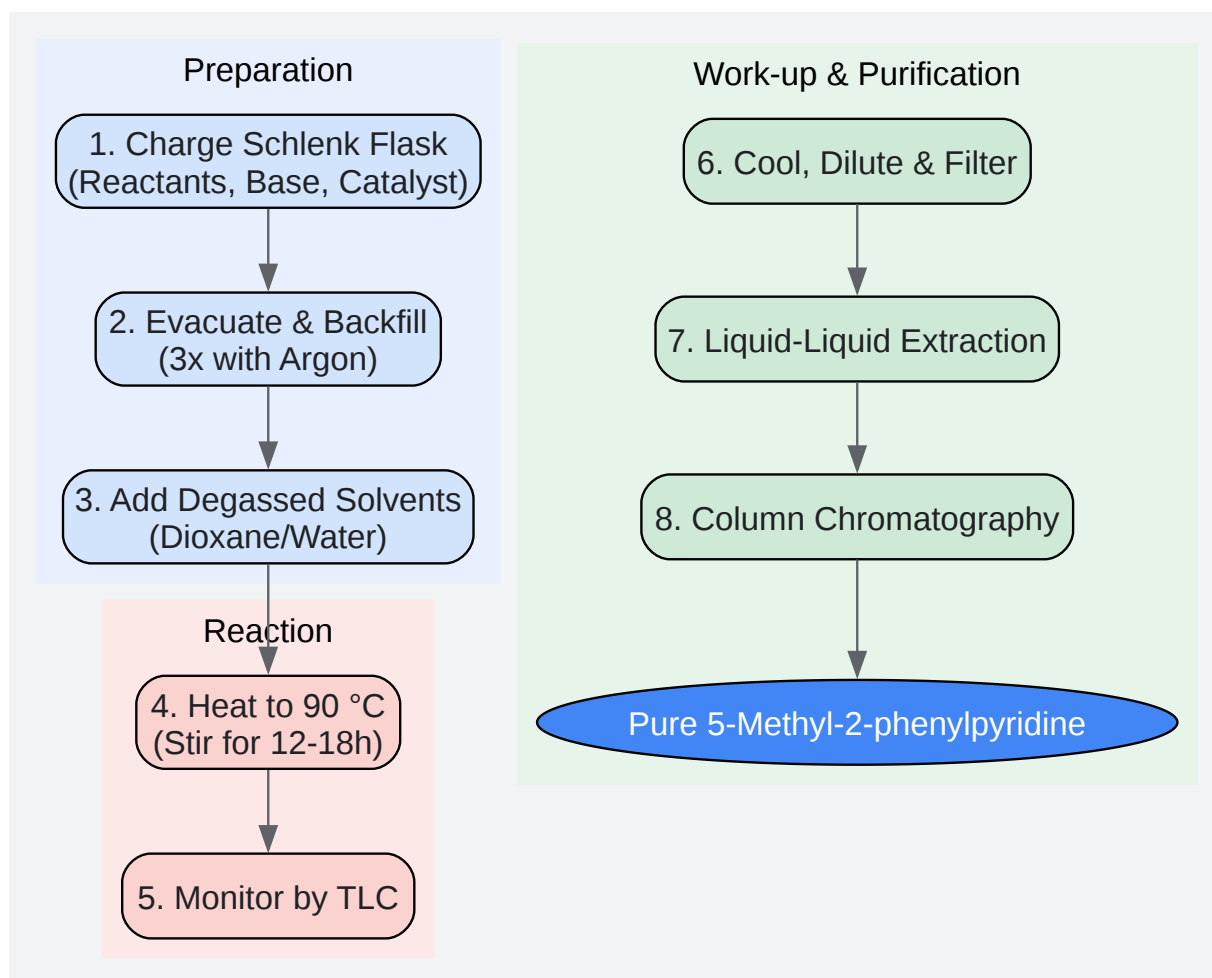 Preparation
1. Charge Schlenk Flask
(Reactants, Base, Catalyst)
2. Evacuate & Backfill
(3x with Argon)
3. Add Degassed Solvents
(Dioxane/Water)
Reaction
4. Heat to 90 °C
(Stir for 12-18h)
5. Monitor by TLC
Work-up & Purification
6. Cool, Dilute & Filter
7. Liquid-Liquid Extraction
8. Column Chromatography
Pure 5-Methyl-2-phenylpyridine